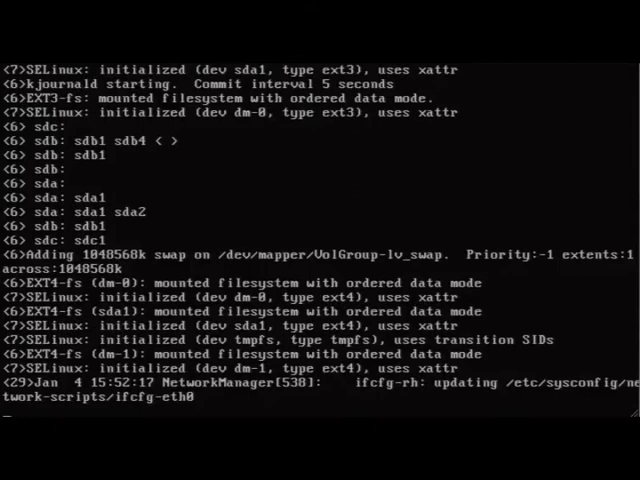 <7>SELinux: initialized (dev sda1, type ext3), uses xattr
<6>kjournald starting.  Commit interval 5 seconds
<6>EXT3-fs: mounted filesystem with ordered data mode.
<7>SELinux: initialized (dev dm-0, type ext3), uses xattr
<6> sdc:
<6> sdb: sdb1 sdb4 < >
<6> sdb: sdb1
<6> sdb:
<6> sda:
<6> sda: sda1
<6> sda: sda1 sda2
<6> sdb: sdb1
<6> sdc: sdc1
<6>Adding 1048568k swap on /dev/mapper/VolGroup-lv_swap.  Priority:-1 extents:1
across:1048568k
<6>EXT4-fs (dm-0): mounted filesystem with ordered data mode
<7>SELinux: initialized (dev dm-0, type ext4), uses xattr
<6>EXT4-fs (sda1): mounted filesystem with ordered data mode
<7>SELinux: initialized (dev sda1, type ext4), uses xattr
<7>SELinux: initialized (dev tmpfs, type tmpfs), uses transition SIDs
<6>EXT4-fs (dm-1): mounted filesystem with ordered data mode
<7>SELinux: initialized (dev dm-1, type ext4), uses xattr
<29>Jan  4 15:52:17 NetworkManager[538]:    ifcfg-rh: updating /etc/sysconfig/ne
twork-scripts/ifcfg-eth0